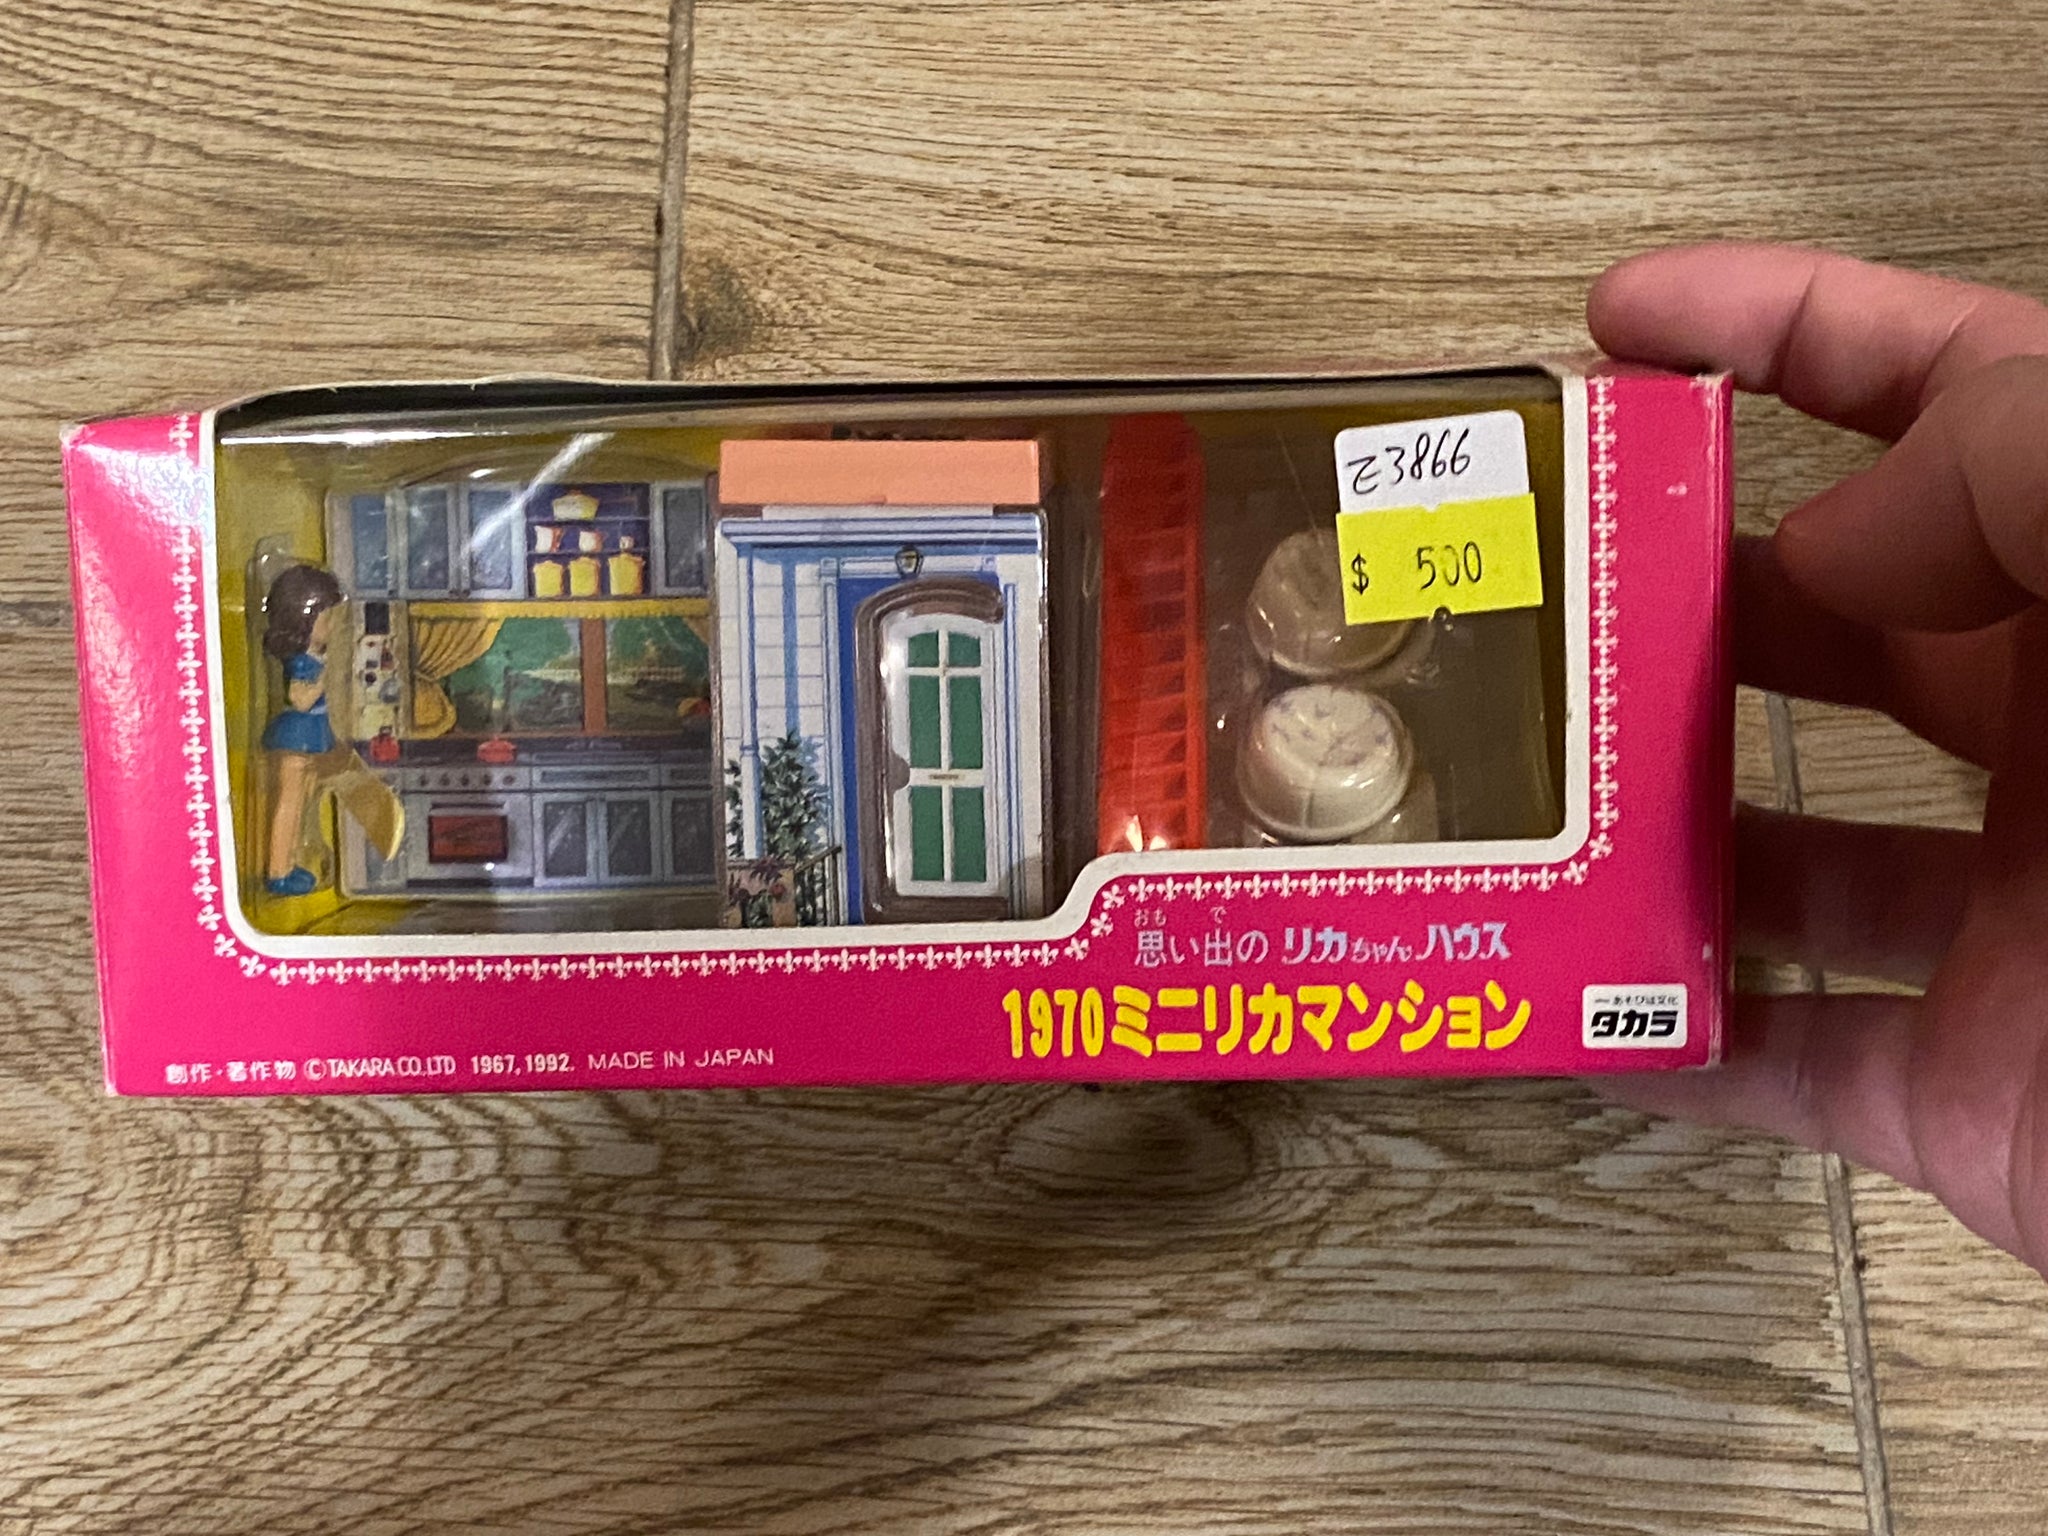 乙3866
$ 500
おも で
思い出の リカちゃんハウス
1970ミニリカマンション
あそびは文化
タカラ
創作・著作物 ©TAKARA CO.,LTD 1967, 1992. MADE IN JAPAN